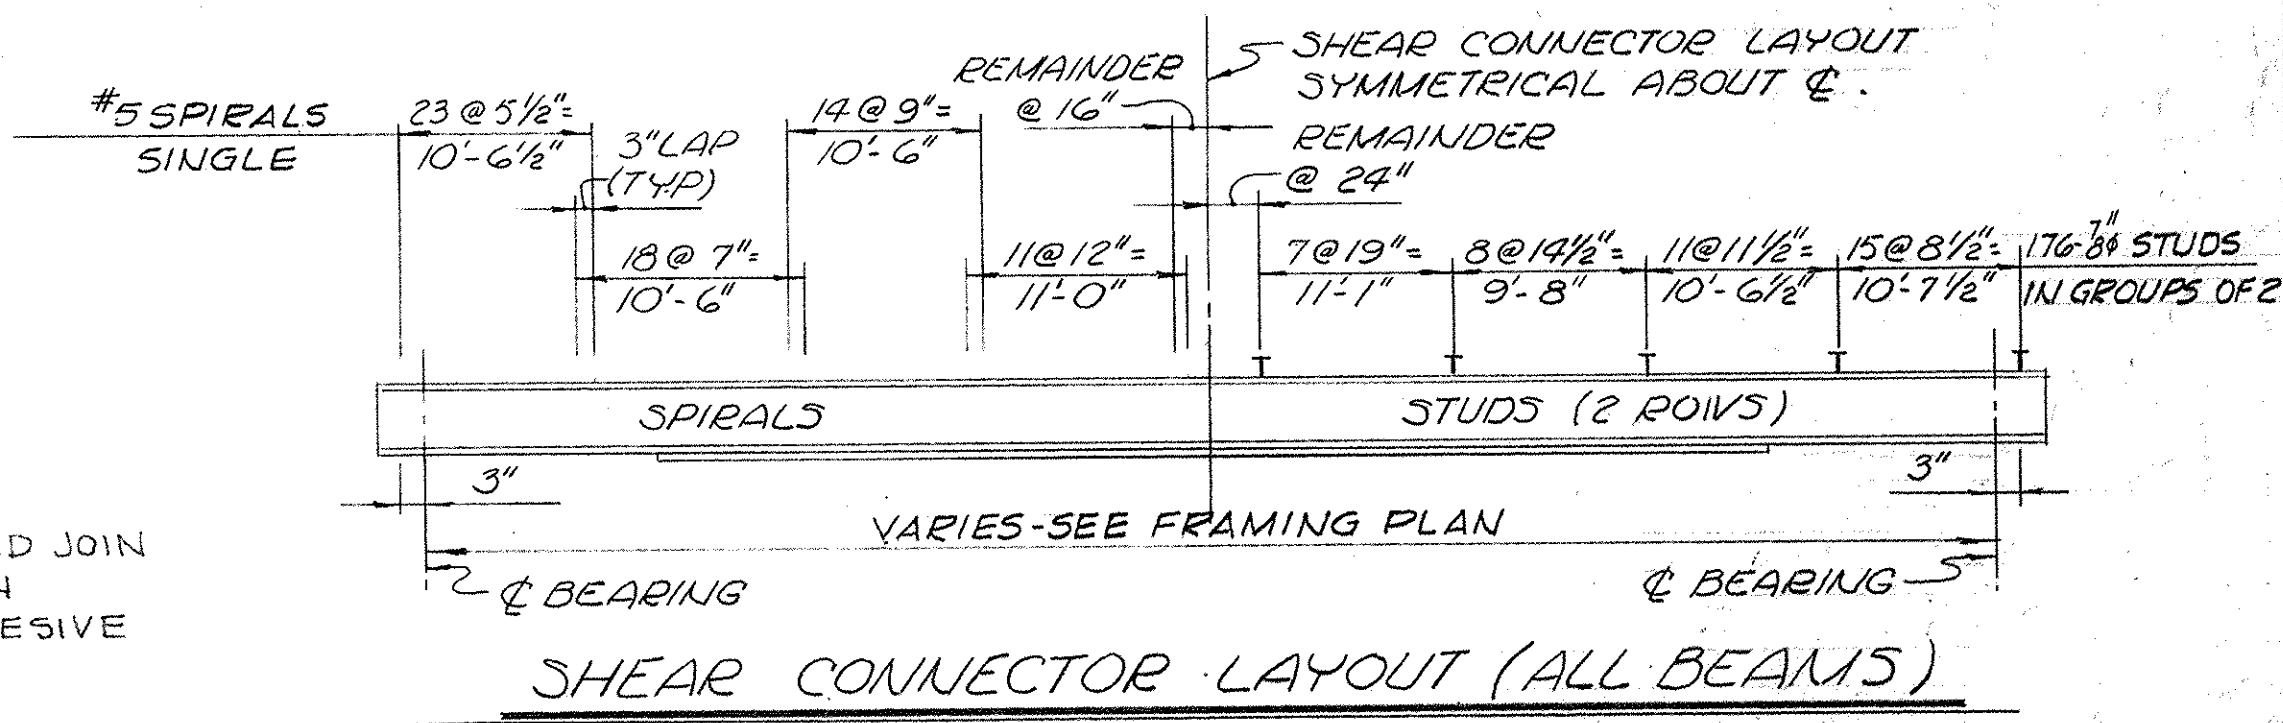 #5 SPIRALS
SINGLE
23 @ 5½"=
10'-6½"
3" LAP
(TYP)
18 @ 7"=
10'-6"
14 @ 9"=
10'-6"
11 @ 12"=
11'-0"
REMAINDER
@ 16"
SHEAR CONNECTOR LAYOUT
SYMMETRICAL ABOUT ℄.
REMAINDER
@ 24"
7 @ 19"=
11'-1"
8 @ 14½"=
9'-8"
11 @ 11½"=
10'-6½"
15 @ 8½"=
10'-7½"
176-⅞"φ STUDS
IN GROUPS OF 2
SPIRALS
STUDS (2 ROWS)
3"
3"
VARIES-SEE FRAMING PLAN
℄ BEARING
℄ BEARING
D JOIN
ESIVE
SHEAR CONNECTOR LAYOUT (ALL BEAMS)